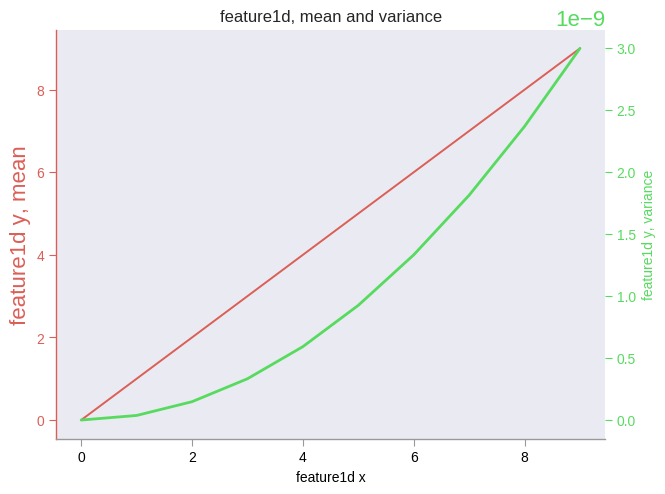 feature1d, mean and variance
1e−9
feature1d y, mean
8
6
4
2
0
3.0
2.5
2.0
1.5
1.0
0.5
0.0
feature1d y, variance
0 2 4 6 8
feature1d x